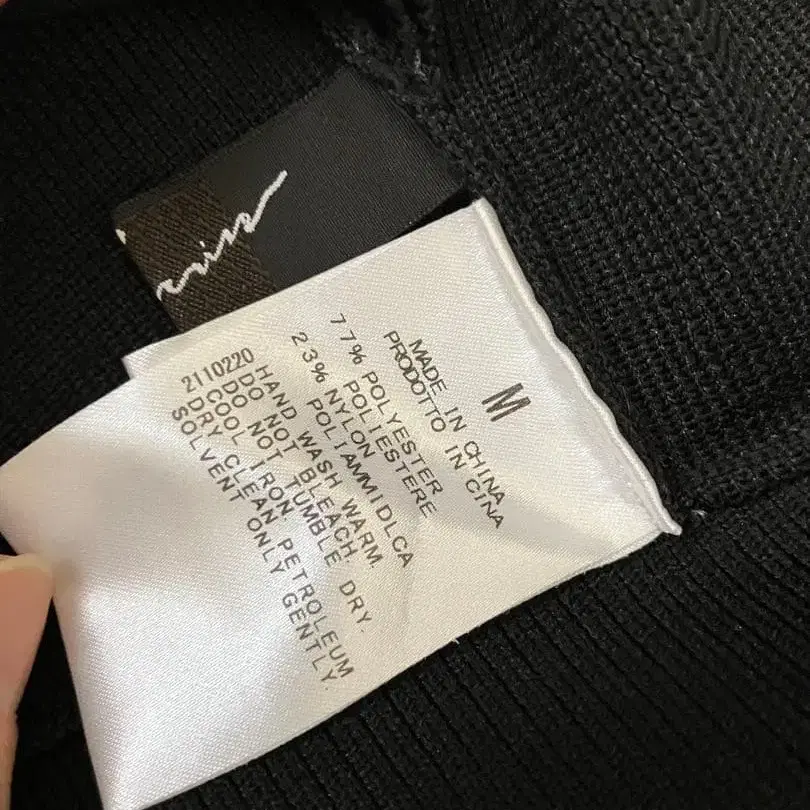 M
MADE IN CHINA
PRODOTTO IN CINA
77% POLYESTER
POLIESTERE
23% NYLON
POLIAMMIDLCA
HAND WASH WARM.
DO NOT BLEACH.
DO NOT TUMBLE DRY.
COOL IRON.
DRY CLEAN, PETROLEUM
SOLVENT ONLY GENTLY.
2110220